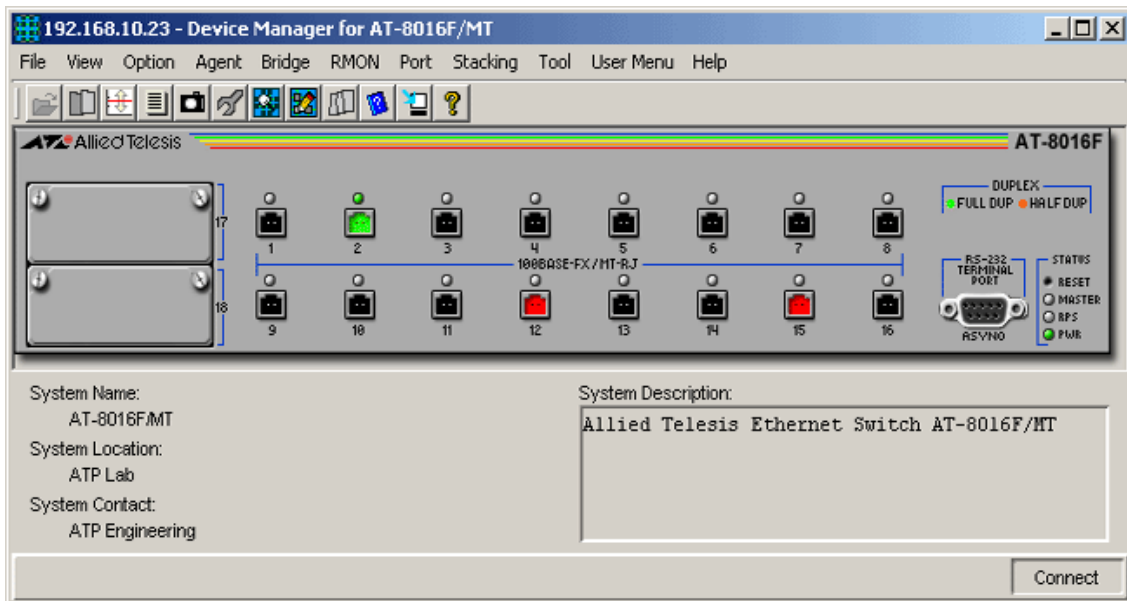 192.168.10.23 - Device Manager for AT-8016F/MT
File View Option Agent Bridge RMON Port Stacking Tool User Menu Help
Allied Telesis
AT-8016F
DUPLEX
FULL DUP HALF DUP
17
1 2 3 4 5 6 7 8
100BASE-FX/MT-RJ
RS-232
TERMINAL
PORT
STATUS
RESET
MASTER
RPS
PWR
18
9 10 11 12 13 14 15 16
ASYNO
System Name:
AT-8016F/MT
System Location:
ATP Lab
System Contact:
ATP Engineering
System Description:
Allied Telesis Ethernet Switch AT-8016F/MT
Connect